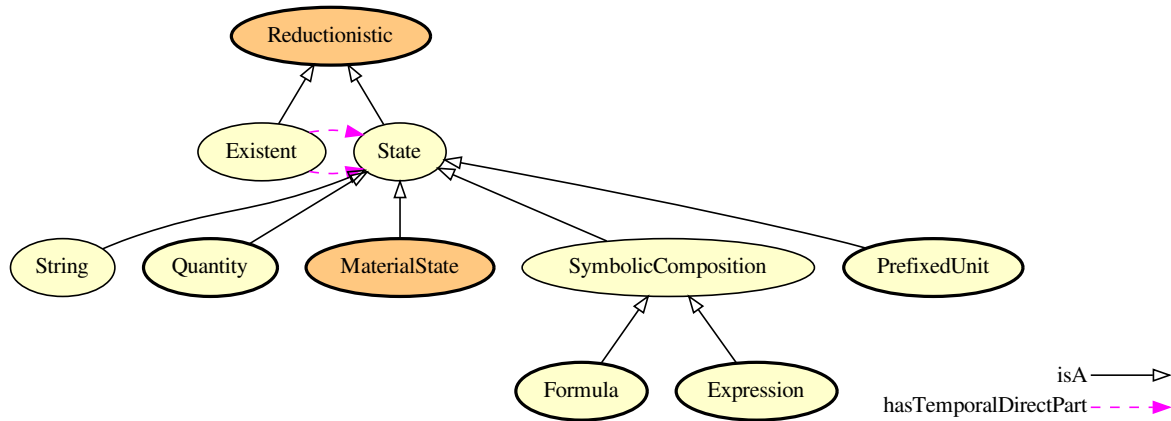 Reductionistic
Existent
State
String
Quantity
MaterialState
SymbolicComposition
PrefixedUnit
Formula
Expression
isA
hasTemporalDirectPart